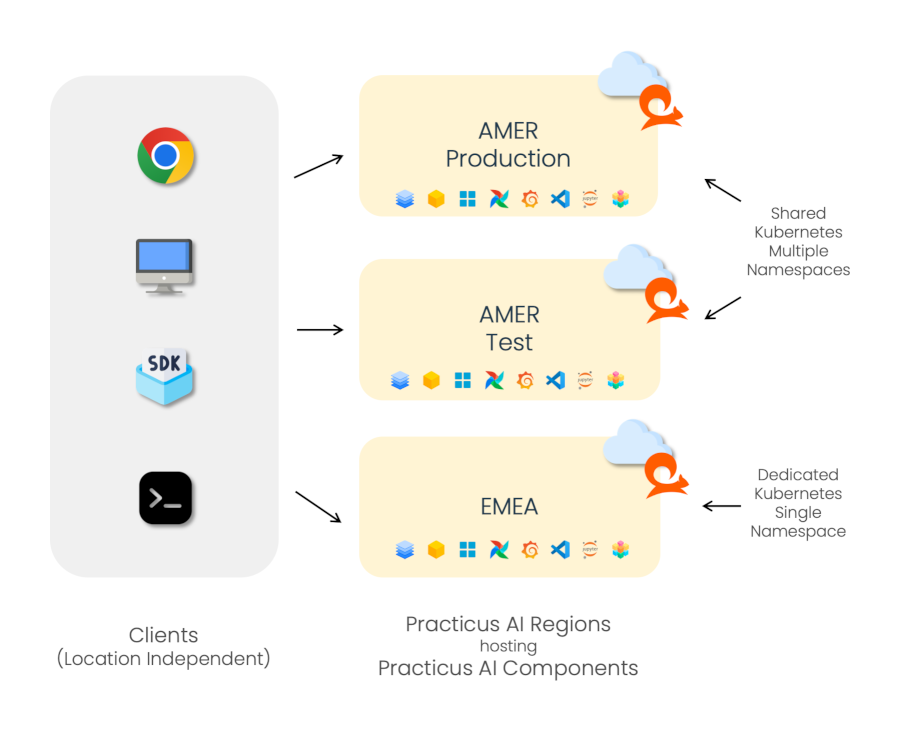 AMER
Production
Shared
Kubernetes
Multiple
Namespaces
SDK
AMER
Test
EMEA
Dedicated
Kubernetes
Single
Namespace
Clients
(Location Independent)
Practicus AI Regions
hosting
Practicus AI Components